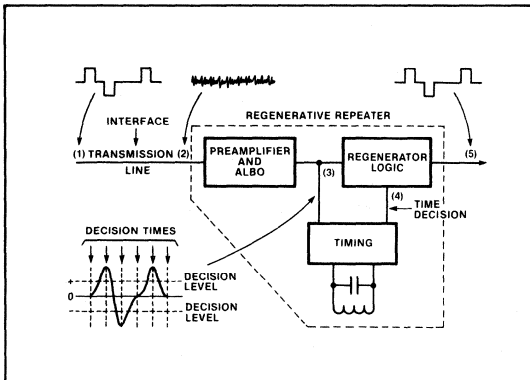 REGENERATIVE REPEATER
INTERFACE
(1) TRANSMISSION (2)
LINE
PREAMPLIFIER
AND
ALBO
(3)
REGENERATOR
LOGIC
(5)
(4)
TIME
DECISION
TIMING
DECISION TIMES
+
0
-
DECISION
LEVEL
DECISION
LEVEL